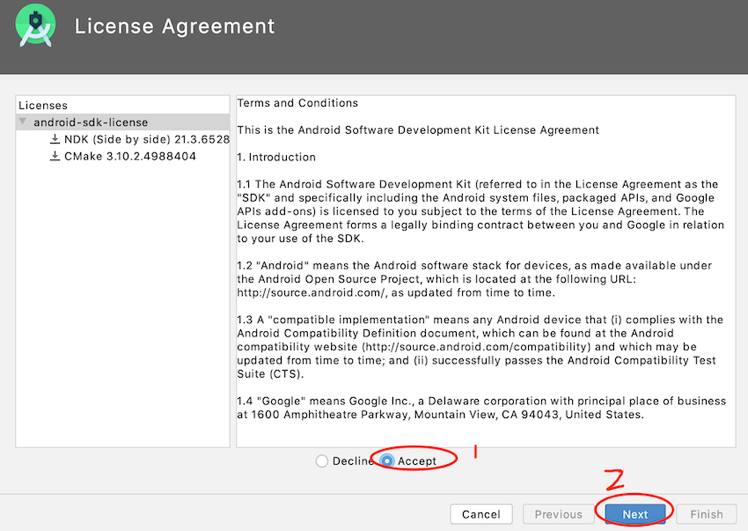 License Agreement
Licenses
android-sdk-license
NDK (Side by side) 21.3.6528
CMake 3.10.2.4988404
Terms and Conditions
This is the Android Software Development Kit License Agreement
1. Introduction
1.1 The Android Software Development Kit (referred to in the License Agreement as the
"SDK" and specifically including the Android system files, packaged APIs, and Google
APIs add-ons) is licensed to you subject to the terms of the License Agreement. The
License Agreement forms a legally binding contract between you and Google in relation
to your use of the SDK.
1.2 "Android" means the Android software stack for devices, as made available under
the Android Open Source Project, which is located at the following URL:
http://source.android.com/, as updated from time to time.
1.3 A "compatible implementation" means any Android device that (i) complies with the
Android Compatibility Definition document, which can be found at the Android
compatibility website (http://source.android.com/compatibility) and which may be
updated from time to time; and (ii) successfully passes the Android Compatibility Test
Suite (CTS).
1.4 "Google" means Google Inc., a Delaware corporation with principal place of business
at 1600 Amphitheatre Parkway, Mountain View, CA 94043, United States.
Decline Accept 1
2
Cancel Previous Next Finish